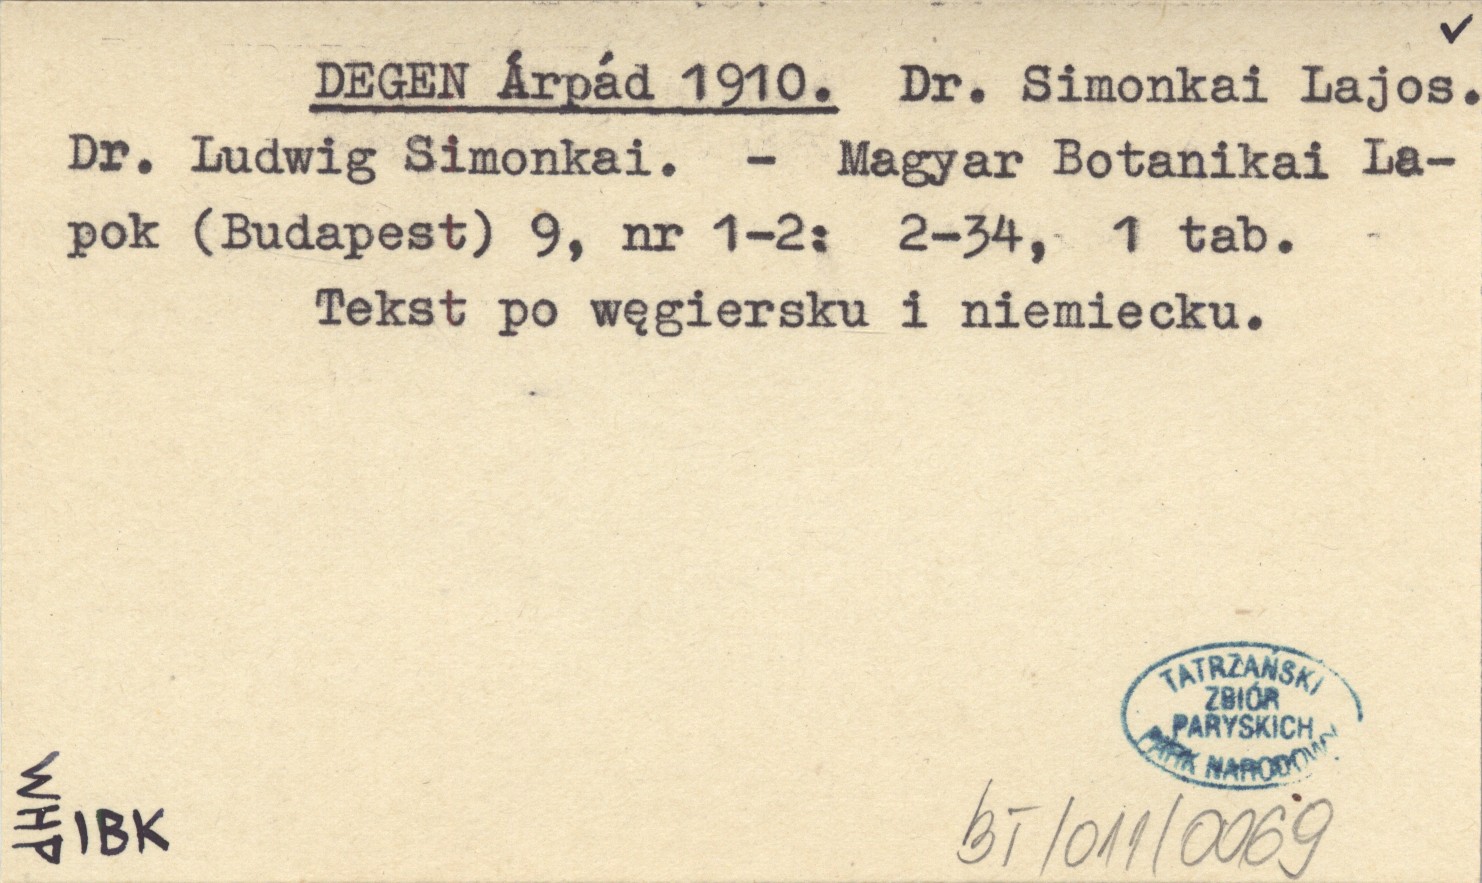 ✓
DEGEN Árpád 1910. Dr. Simonkai Lajos.
Dr. Ludwig Simonkai. - Magyar Botanikai La-
pok (Budapest) 9, nr 1-2: 2-34, 1 tab.
Tekst po węgiersku i niemiecku.
TATRZAŃSKI
ZBIÓR
PARYSKICH
PARK NARODOWY
WHP
IBK
BT/011/0069